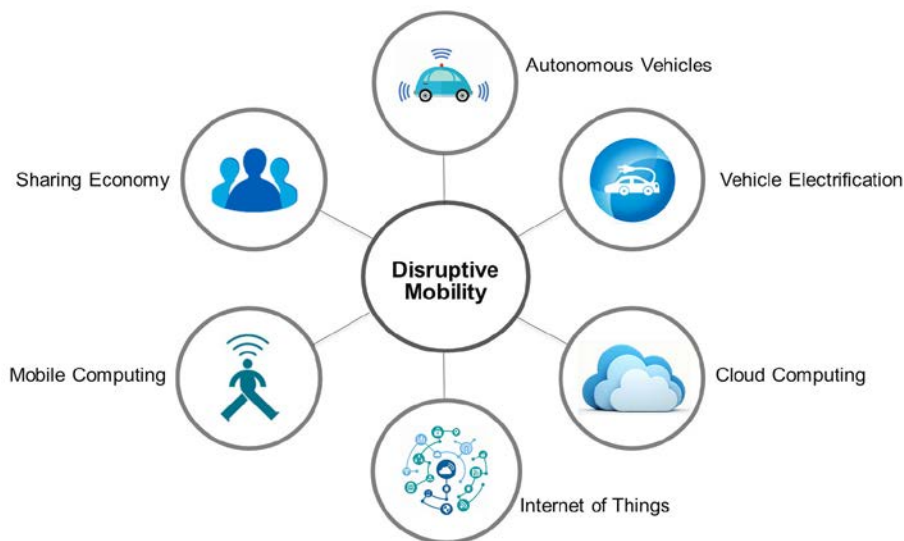 Autonomous Vehicles
Sharing Economy
Vehicle Electrification
Disruptive
Mobility
Mobile Computing
Cloud Computing
Internet of Things